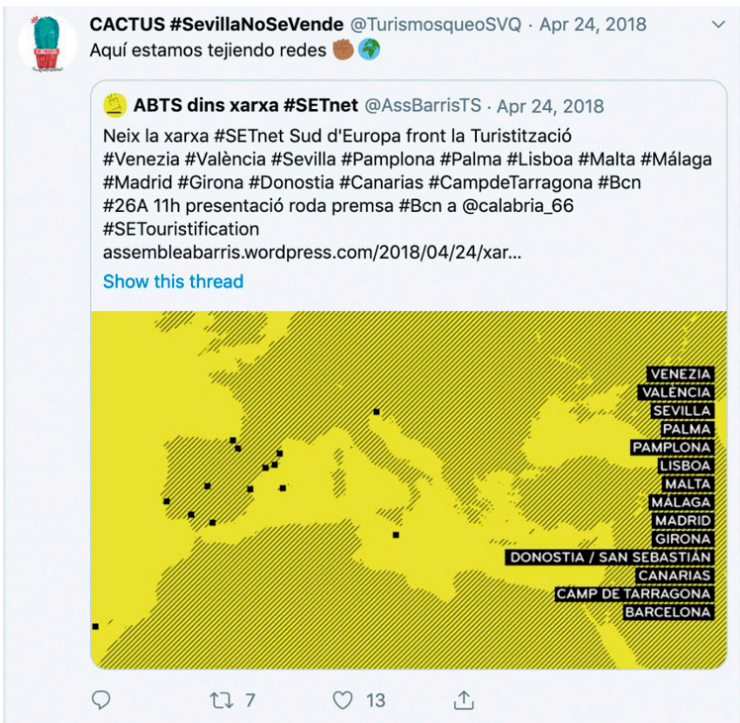 CACTUS #SevillaNoSeVende @TurismosqueoSVQ · Apr 24, 2018
Aquí estamos tejiendo redes
ABTS dins xarxa #SETnet @AssBarrisTS · Apr 24, 2018
Neix la xarxa #SETnet Sud d'Europa front la Turistització
#Venezia #València #Sevilla #Pamplona #Palma #Lisboa #Malta #Málaga
#Madrid #Girona #Donostia #Canarias #CampdeTarragona #Bcn
#26A 11h presentació roda premsa #Bcn a @calabria_66
#SETouristification
assembleabarris.wordpress.com/2018/04/24/xar...
Show this thread
VENEZIA
VALÈNCIA
SEVILLA
PALMA
PAMPLONA
LISBOA
MALTA
MÁLAGA
MADRID
GIRONA
DONOSTIA / SAN SEBASTIÁN
CANARIAS
CAMP DE TARRAGONA
BARCELONA
7 13